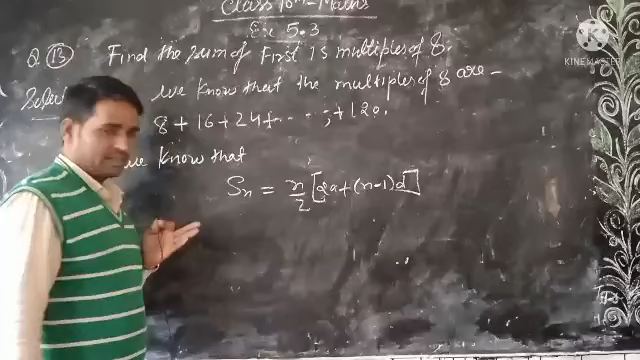 Class 10th - Maths
Ex 5.3
Q. (13) Find the sum of First 15 multiples of 8.
we know that the multiples of 8 are -
8 + 16 + 24 + - - - - ; + 120.
we know that
Sn = n/2 [2a + (n-1)d]
KINEMASTER